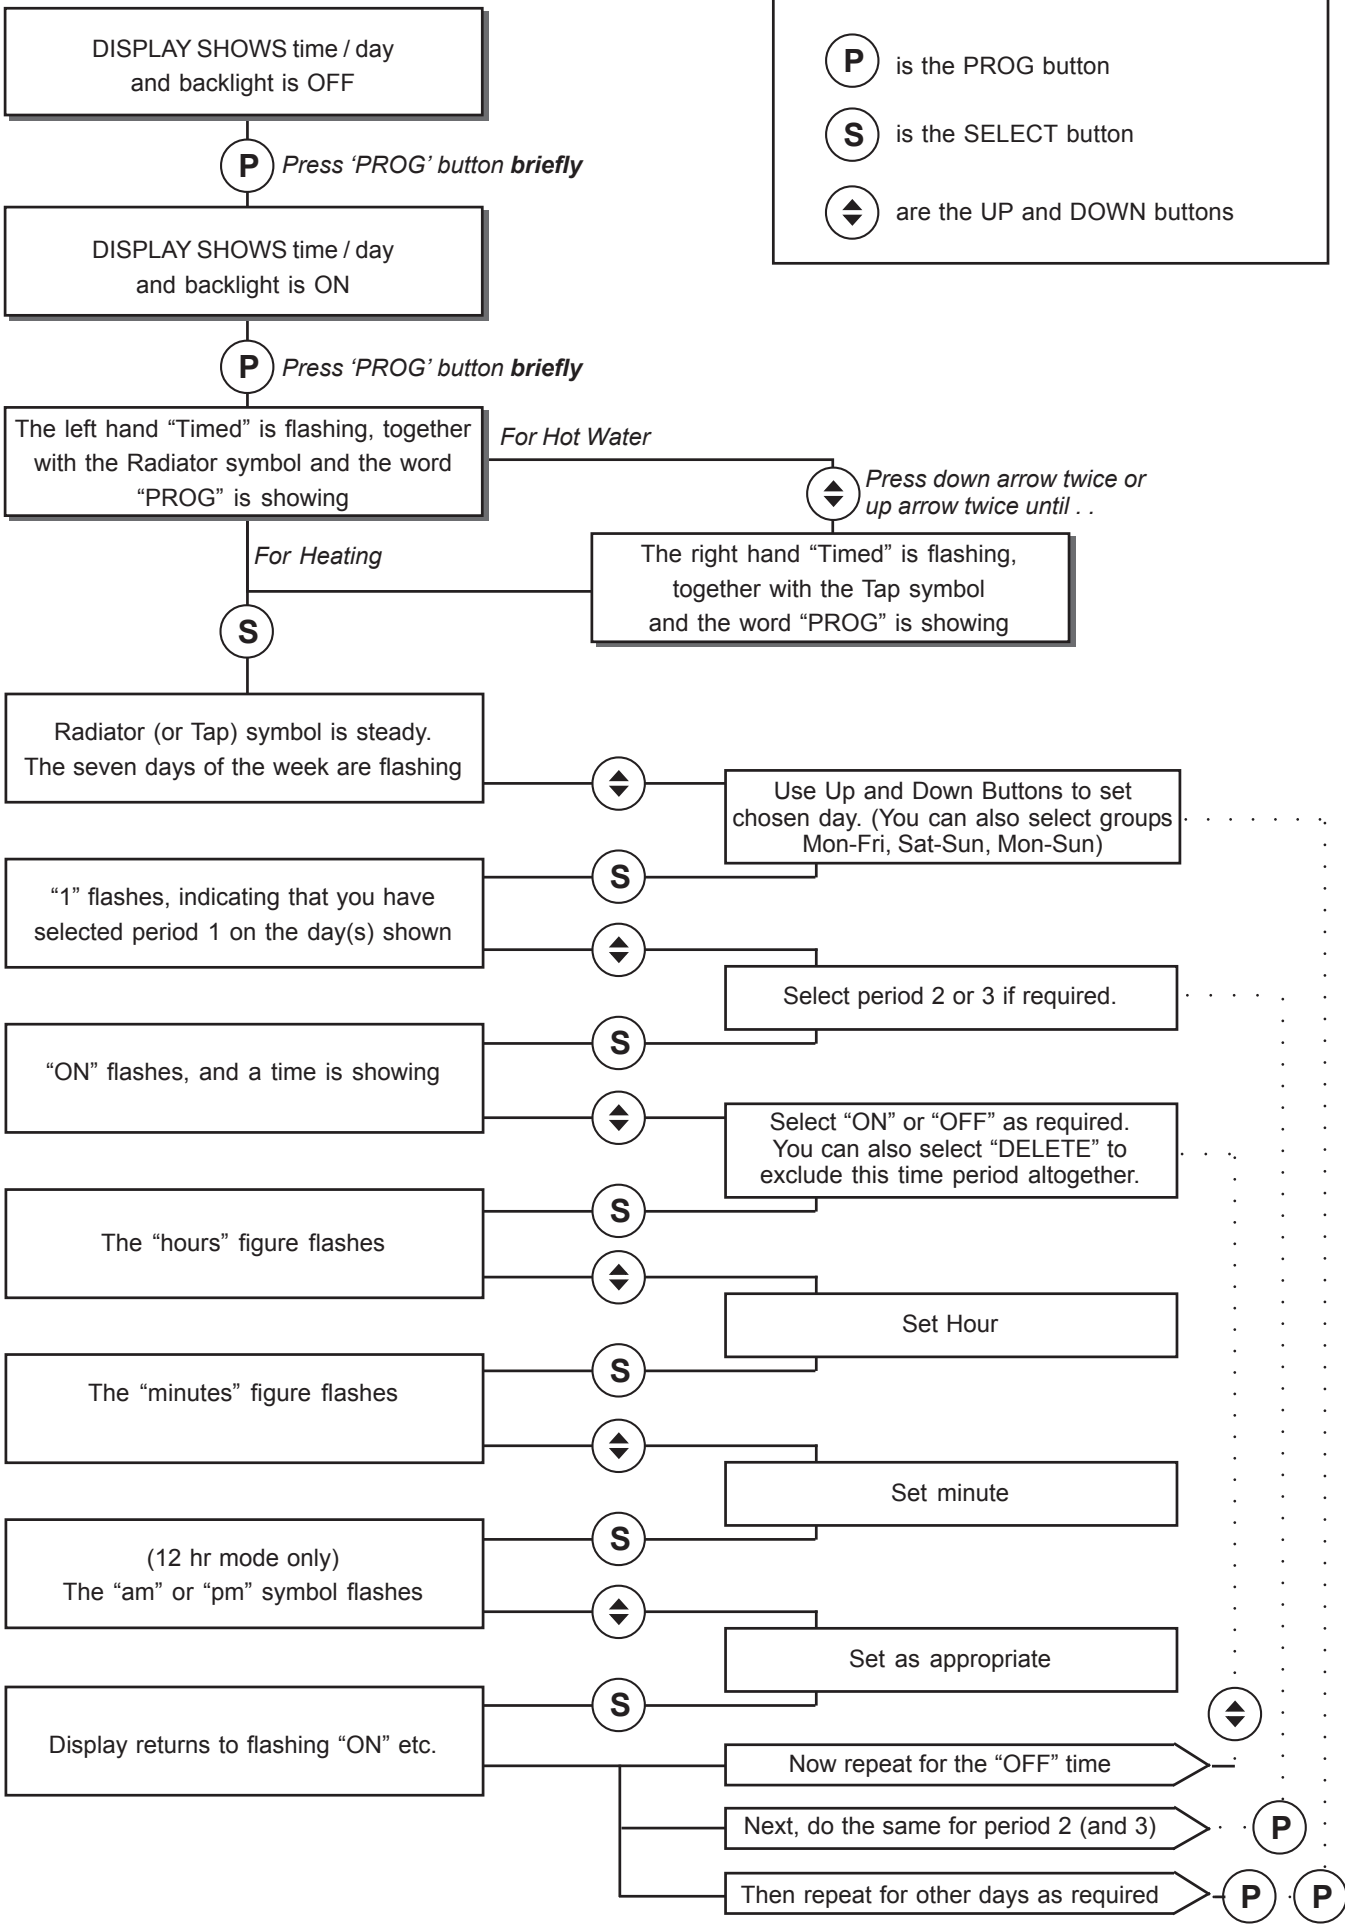 DISPLAY SHOWS time / day
and backlight is OFF
P
is the PROG button
S
is the SELECT button
are the UP and DOWN buttons
P
Press ‘PROG’ button briefly
DISPLAY SHOWS time / day
and backlight is ON
P
Press ‘PROG’ button briefly
The left hand “Timed” is flashing, together
with the Radiator symbol and the word
“PROG” is showing
For Hot Water
Press down arrow twice or
up arrow twice until . .
For Heating
The right hand “Timed” is flashing,
together with the Tap symbol
and the word “PROG” is showing
S
Radiator (or Tap) symbol is steady.
The seven days of the week are flashing
Use Up and Down Buttons to set
chosen day. (You can also select groups
Mon-Fri, Sat-Sun, Mon-Sun)
S
“1” flashes, indicating that you have
selected period 1 on the day(s) shown
Select period 2 or 3 if required.
S
“ON” flashes, and a time is showing
Select “ON” or “OFF” as required.
You can also select “DELETE” to
exclude this time period altogether.
S
The “hours” figure flashes
Set Hour
S
The “minutes” figure flashes
Set minute
S
(12 hr mode only)
The “am” or “pm” symbol flashes
Set as appropriate
S
Display returns to flashing “ON” etc.
Now repeat for the “OFF” time
Next, do the same for period 2 (and 3)
P
Then repeat for other days as required
P
P